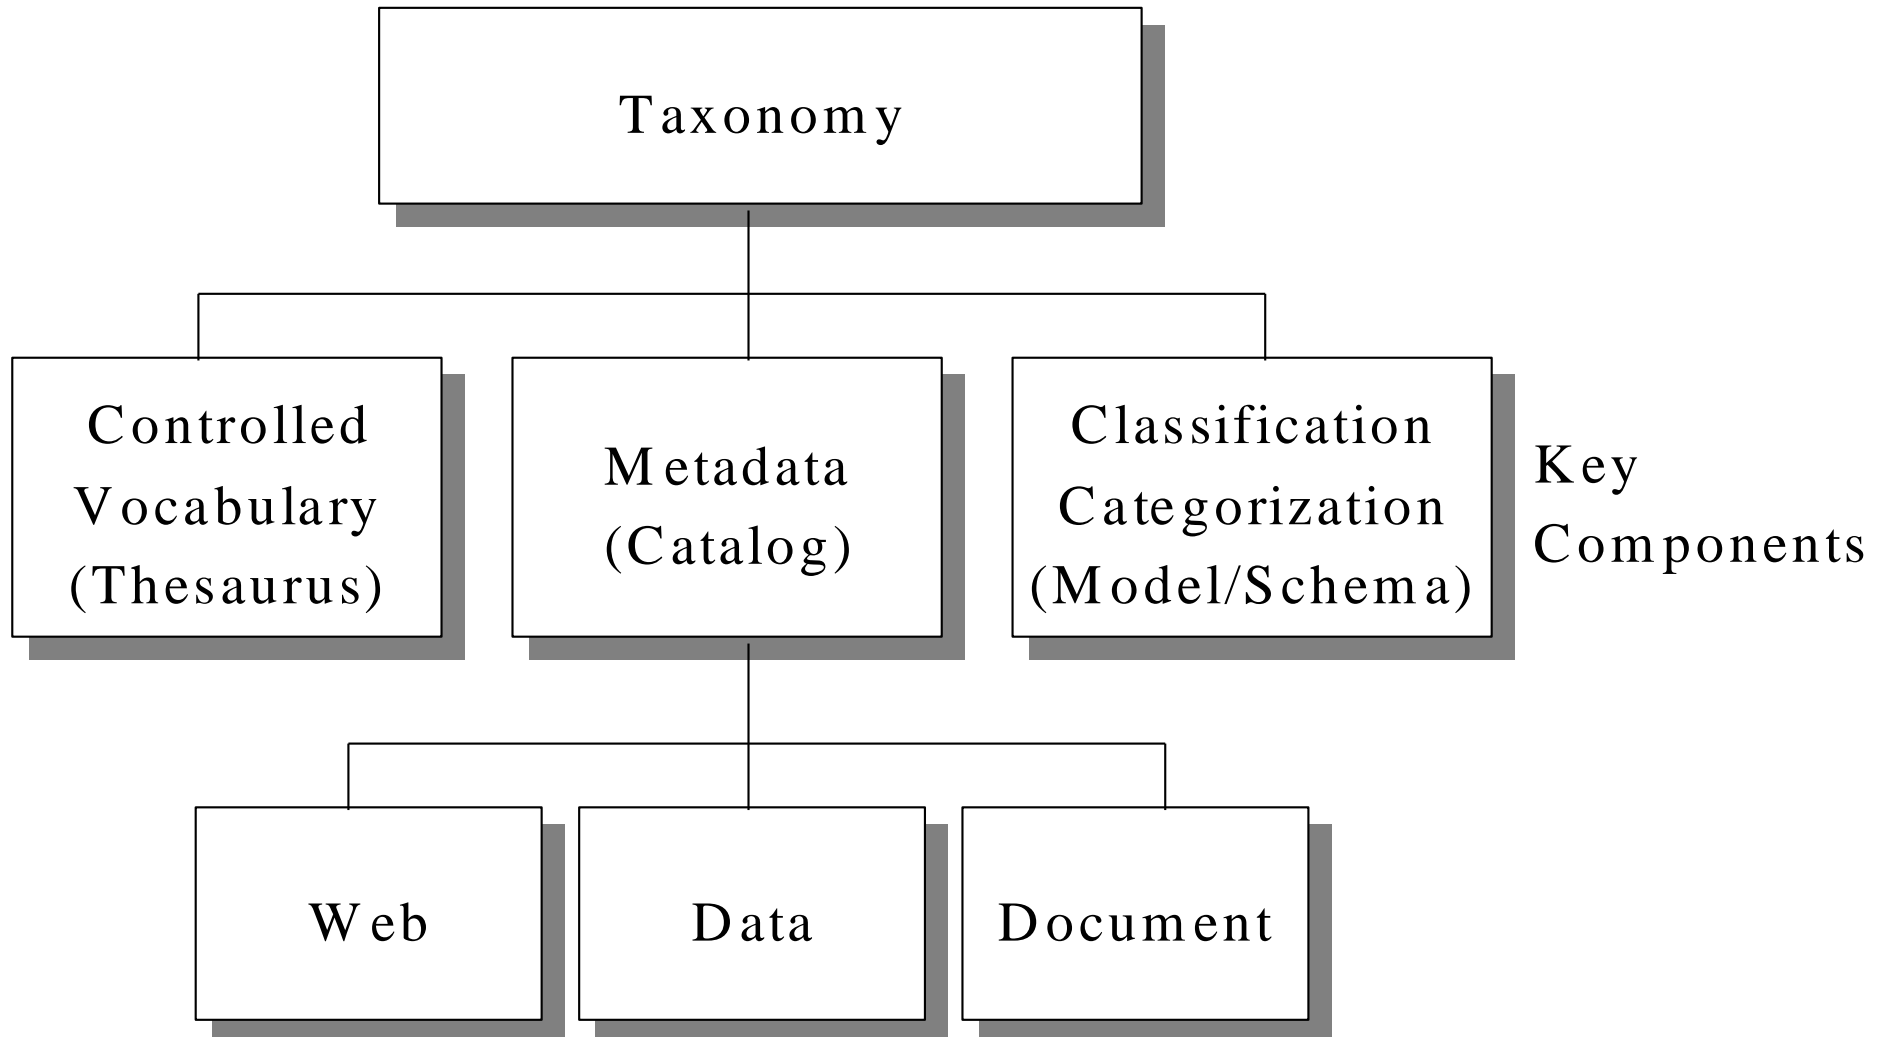 Taxonomy
Controlled
Vocabulary
(Thesaurus)
Metadata
(Catalog)
Classification
Categorization
(Model/Schema)
Key
Components
Web
Data
Document